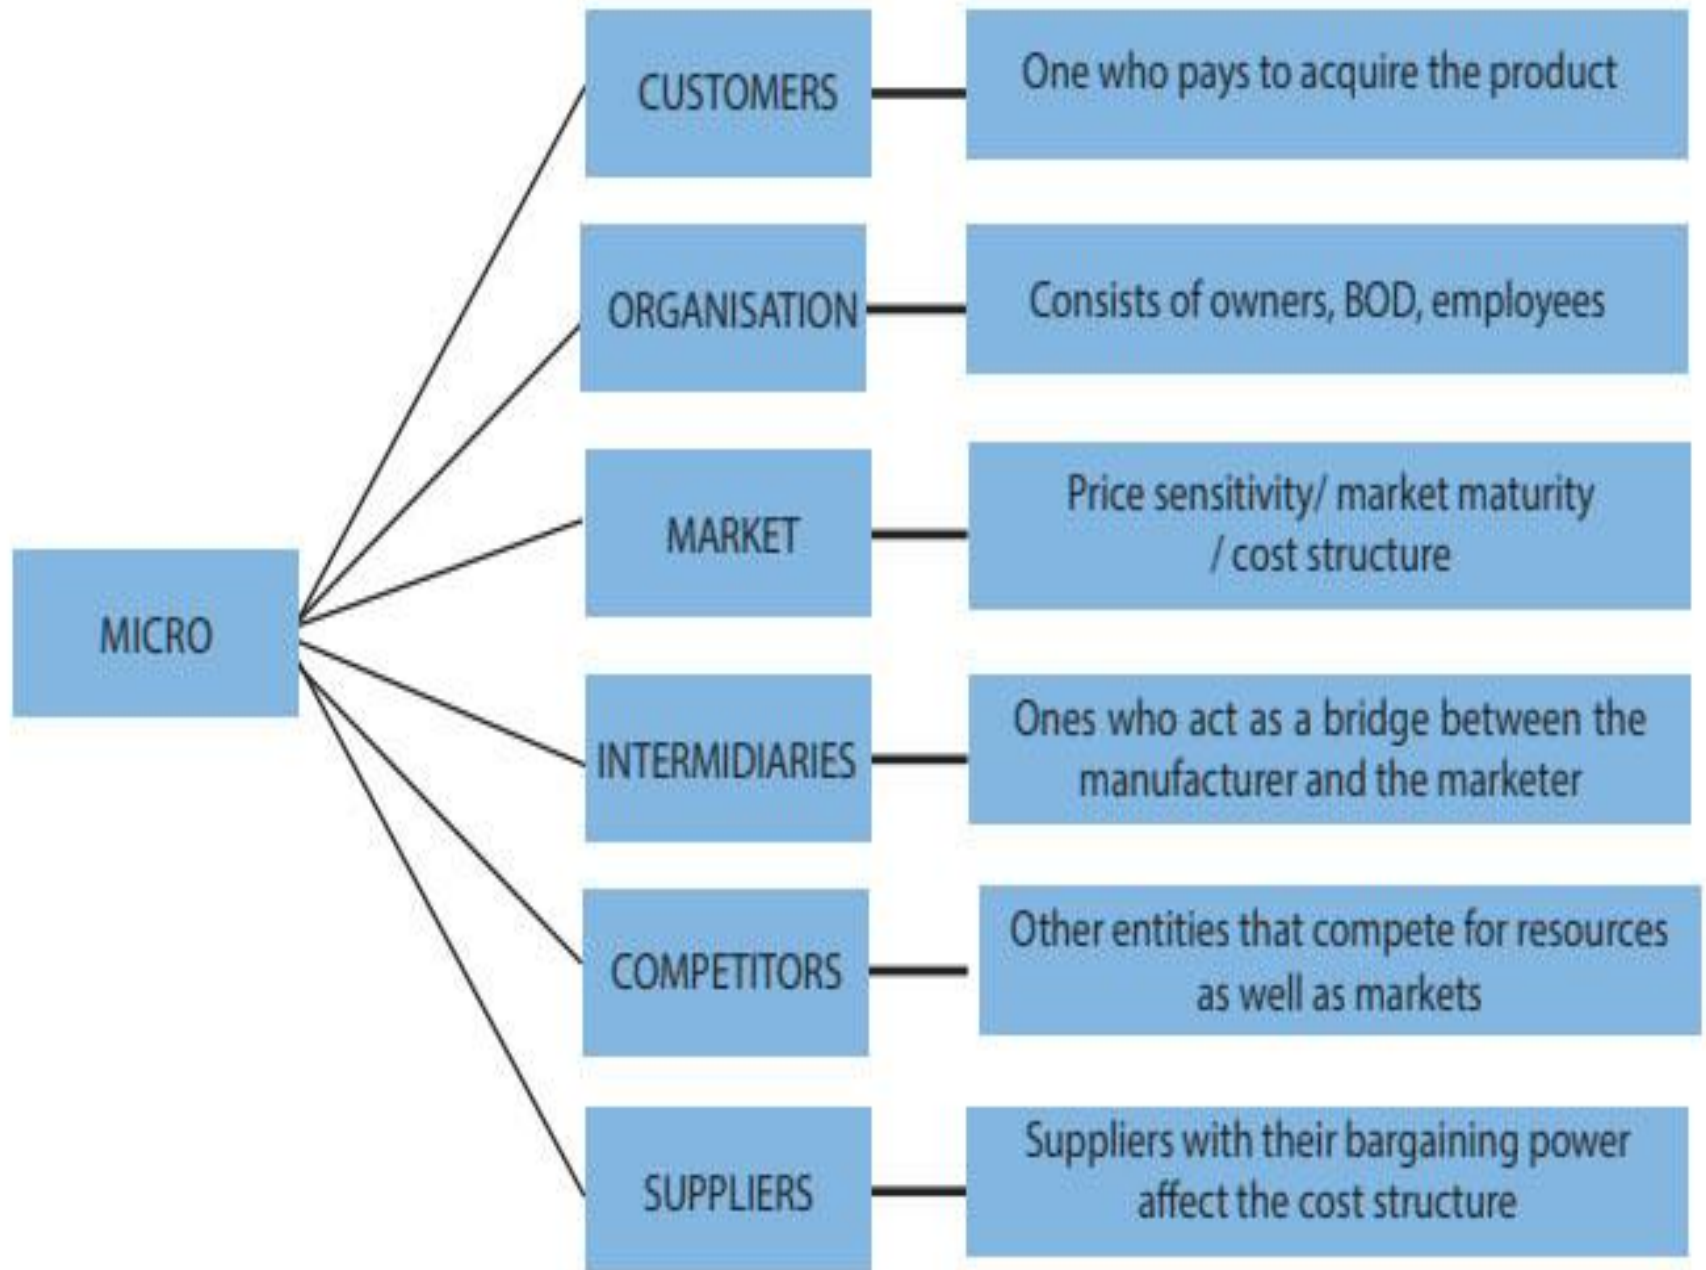 CUSTOMERS
One who pays to acquire the product
ORGANISATION
Consists of owners, BOD, employees
MARKET
Price sensitivity/ market maturity
/ cost structure
MICRO
INTERMIDIARIES
Ones who act as a bridge between the
manufacturer and the marketer
COMPETITORS
Other entities that compete for resources
as well as markets
SUPPLIERS
Suppliers with their bargaining power
affect the cost structure